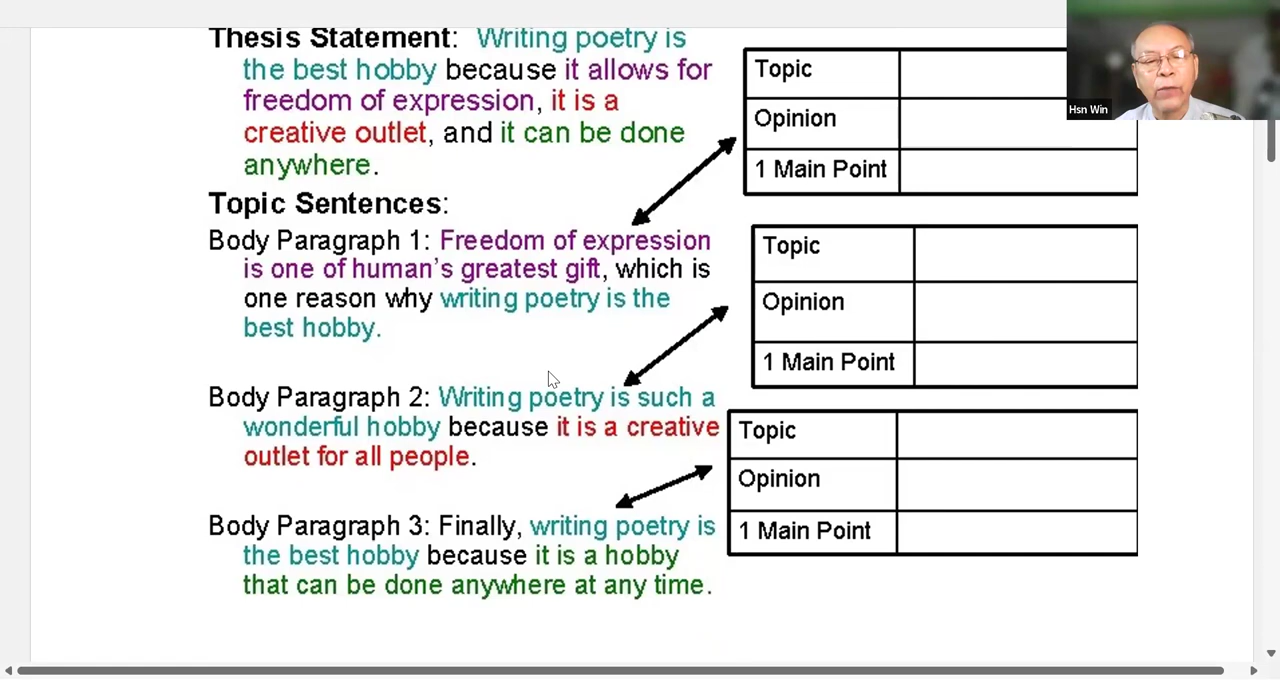 Thesis Statement: Writing poetry is
the best hobby because it allows for
freedom of expression, it is a
creative outlet, and it can be done
anywhere.
Topic Sentences:
Body Paragraph 1: Freedom of expression
is one of human's greatest gift, which is
one reason why writing poetry is the
best hobby.
Body Paragraph 2: Writing poetry is such a
wonderful hobby because it is a creative
outlet for all people.
Body Paragraph 3: Finally, writing poetry is
the best hobby because it is a hobby
that can be done anywhere at any time.
Topic
Opinion
1 Main Point
Topic
Opinion
1 Main Point
Topic
Opinion
1 Main Point
Hsn Win